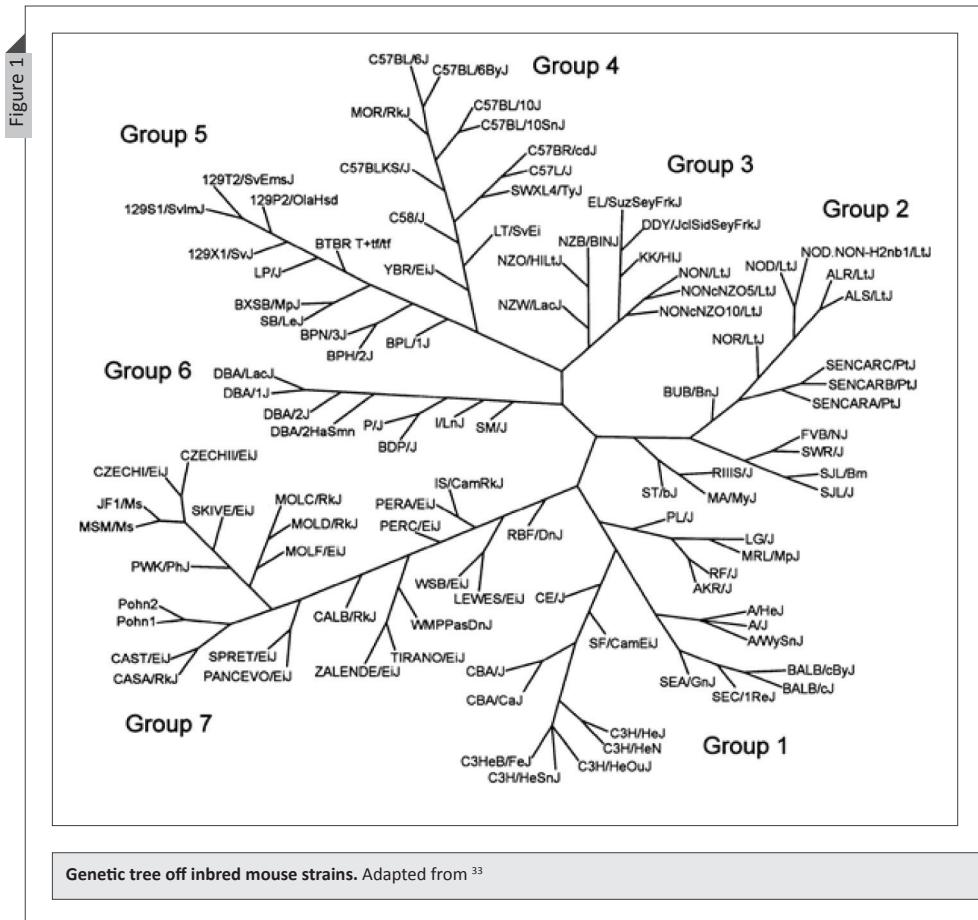 Figure 1
Group 4
C57BL/6J
C57BL/6ByJ
MOR/RkJ
C57BL/10J
C57BL/10SnJ
C57BR/cdJ
C57L/J
SWXL4/TyJ
C57BLKS/J
C58/J
LT/SvEi
YBR/EiJ
Group 5
129T2/SvEmsJ
129P2/OlaHsd
129S1/SvImJ
129X1/SvJ
BTBR T+tf/tf
LP/J
BXSB/MpJ
SB/LeJ
BPN/3J
BPH/2J
BPL/1J
Group 3
EL/SuzSeyFrkJ
DDY/JclSidSeyFrkJ
NZB/BINJ
NZO/HILtJ
KK/HIJ
NON/LtJ
NONcNZO5/LtJ
NONcNZO10/LtJ
NZW/LacJ
Group 2
NOD.NON-H2nb1/LtJ
NOD/LtJ
ALR/LtJ
ALS/LtJ
NOR/LtJ
SENCARC/PtJ
SENCARB/PtJ
SENCARA/PtJ
BUB/BnJ
FVB/NJ
SWR/J
SJL/Bm
SJL/J
RIIIS/J
MA/MyJ
ST/bJ
Group 6
DBA/LacJ
DBA/1J
DBA/2J
DBA/2HaSmn
P/J
BDP/J
I/LnJ
SM/J
CZECHII/EiJ
CZECHI/EiJ
JF1/Ms
MSM/Ms
SKIVE/EiJ
PWK/PhJ
MOLC/RkJ
MOLD/RkJ
MOLF/EiJ
IS/CamRkJ
PERA/EiJ
PERC/EiJ
RBF/DnJ
WSB/EiJ
LEWES/EiJ
CALB/RkJ
WMPPasDnJ
TIRANO/EiJ
ZALENDE/EiJ
SPRET/EiJ
PANCEVO/EiJ
Pohn2
Pohn1
CAST/EiJ
CASA/RkJ
Group 7
PL/J
LG/J
MRL/MpJ
RF/J
AKR/J
CE/J
SF/CamEiJ
A/HeJ
A/J
A/WySnJ
SEA/GnJ
BALB/cByJ
BALB/cJ
SEC/1ReJ
CBA/J
CBA/CaJ
C3H/HeJ
C3H/HeN
C3H/HeOuJ
C3HeB/FeJ
C3H/HeSnJ
Group 1
Genetic tree off inbred mouse strains. Adapted from 33